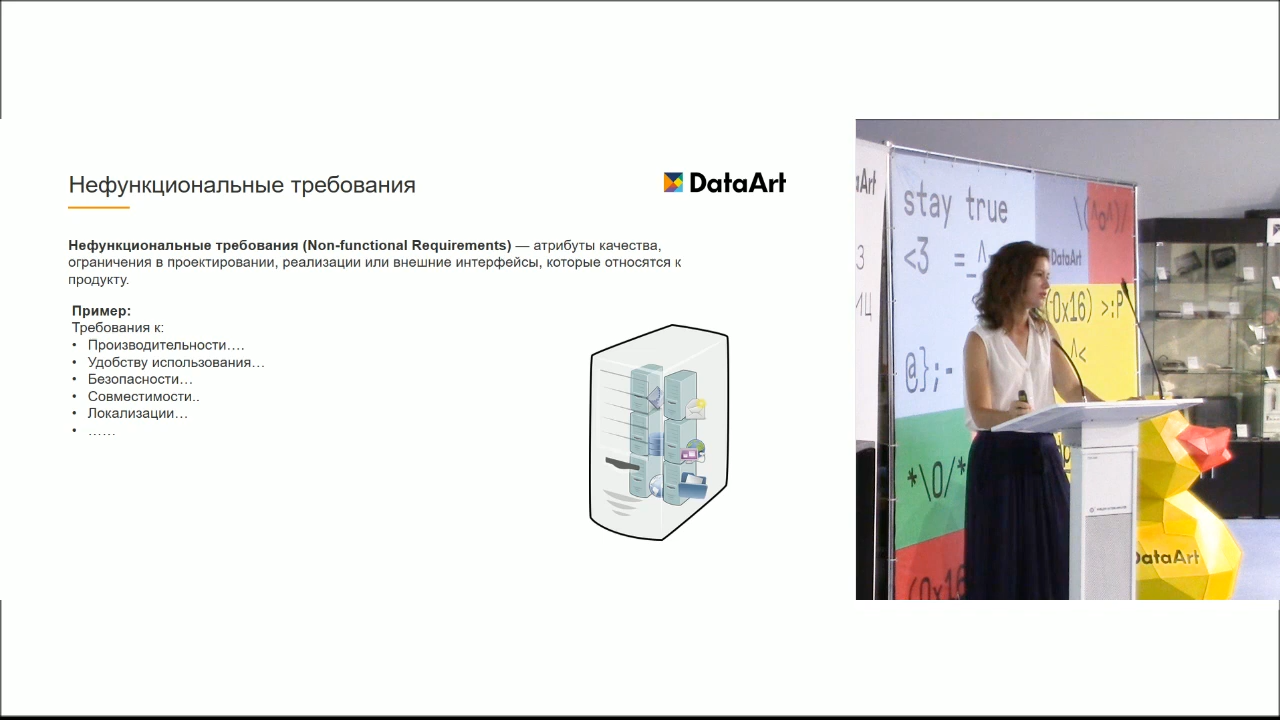 Нефункциональные требования
DataArt
Нефункциональные требования (Non-functional Requirements) — атрибуты качества,
ограничения в проектировании, реализации или внешние интерфейсы, которые относятся к
продукту.
Пример:
Требования к:
• Производительности….
• Удобству использования…
• Безопасности…
• Совместимости..
• Локализации…
• ……
stay true
\(^o^)/
<3 =_^
DataArt
(0x16) >:P
^<
@};-
*\O/*
(0x16
DataArt